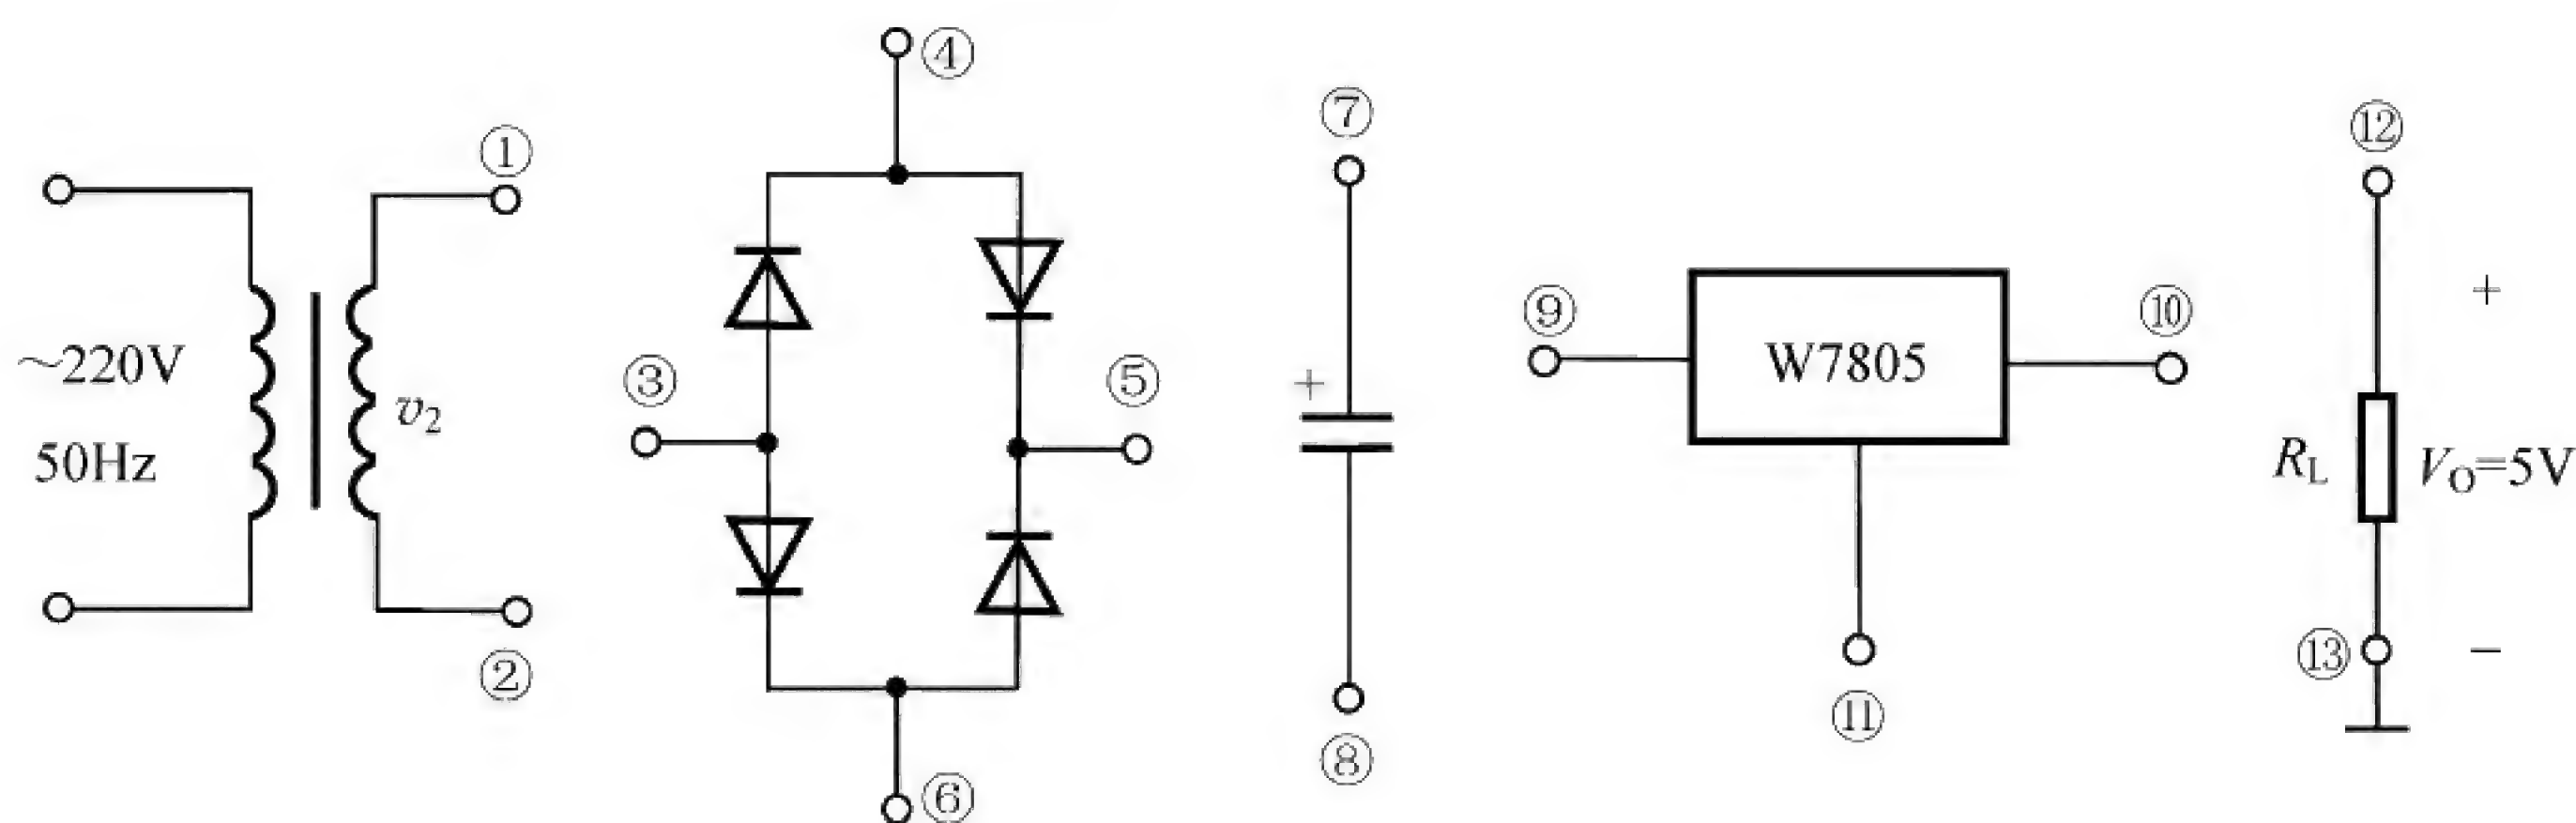 ①
②
~220V
50Hz
v₂
④
③
⑤
⑥
⑦
+
⑧
⑨
W7805
⑩
⑪
⑫
+
R_L
V_O=5V
⑬
−